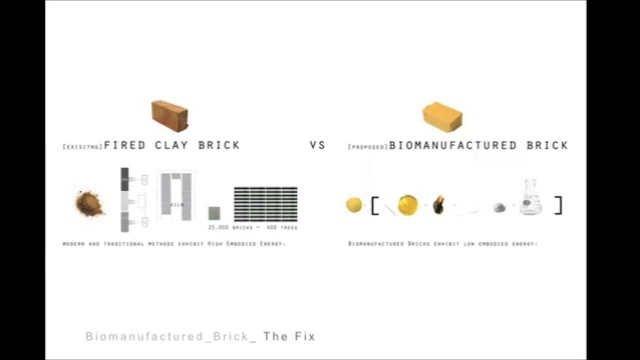 [exisitng]FIRED CLAY BRICK
VS
[proposed]BIOMANUFACTURED BRICK
KILN
25,000 BRICKS = 400 TREES
modern and traditional methods exhibit High Embodied Energy:
Biomanufactured Bricks exhibit low embodied energy:
Biomanufactured_Brick_ The Fix